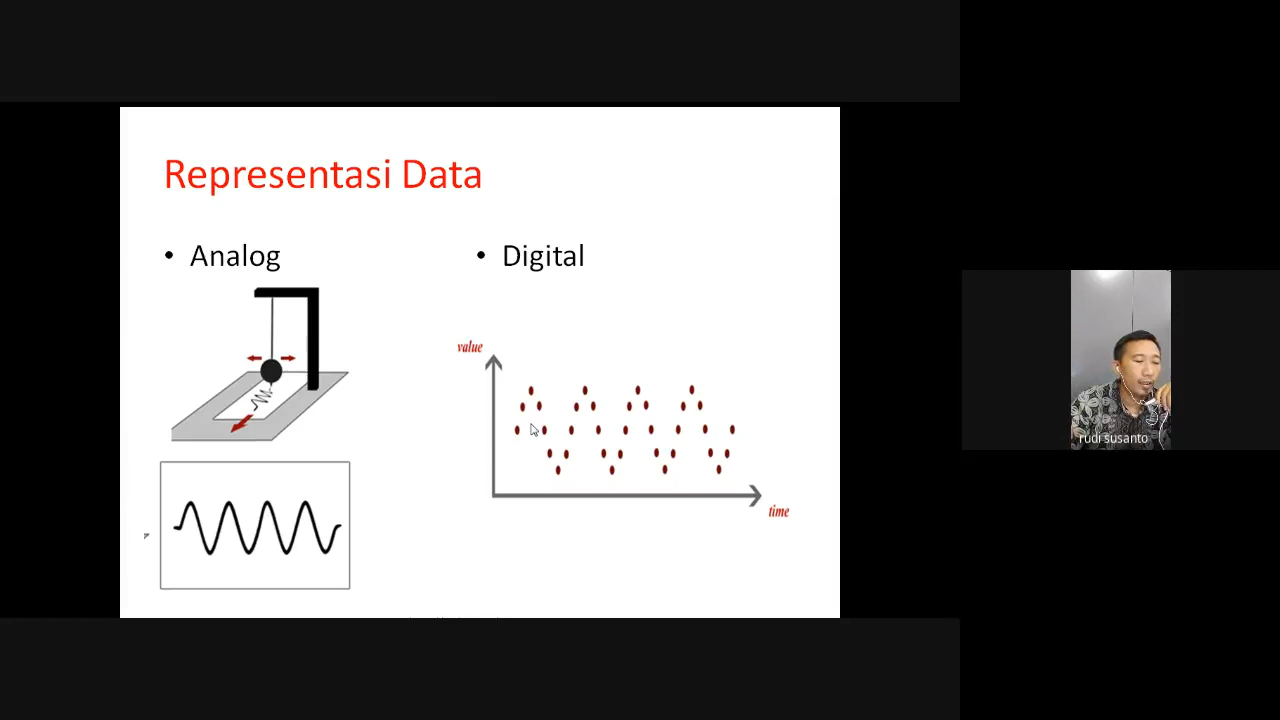 Representasi Data
• Analog
• Digital
value
time
rudi susanto